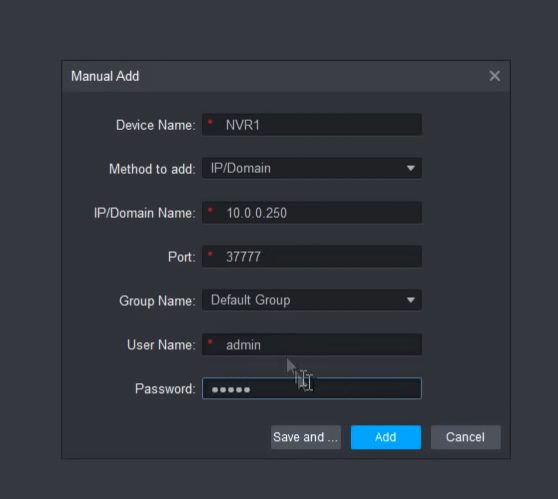 Manual Add
Device Name: * NVR1
Method to add: IP/Domain
IP/Domain Name: * 10.0.0.250
Port: * 37777
Group Name: Default Group
User Name: * admin
Password: ●●●●●
Save and ... Add Cancel